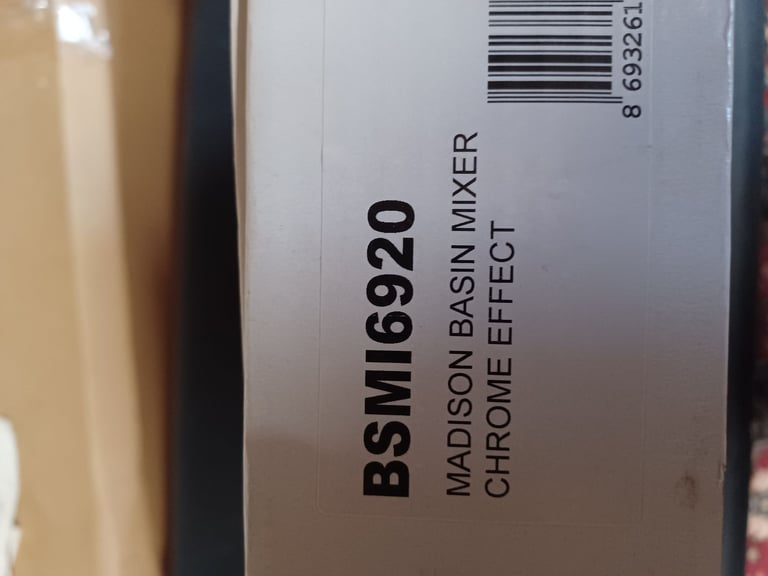 BSMI6920
MADISON BASIN MIXER
CHROME EFFECT
8 693261